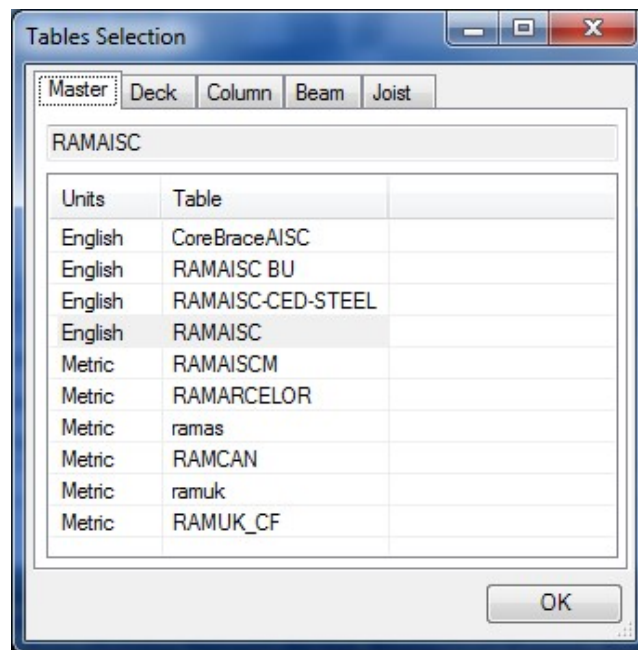 Tables Selection
Master Deck Column Beam Joist
RAMAISC
Units Table
English CoreBraceAISC
English RAMAISC BU
English RAMAISC-CED-STEEL
English RAMAISC
Metric RAMAISCM
Metric RAMARCELOR
Metric ramas
Metric RAMCAN
Metric ramuk
Metric RAMUK_CF
OK